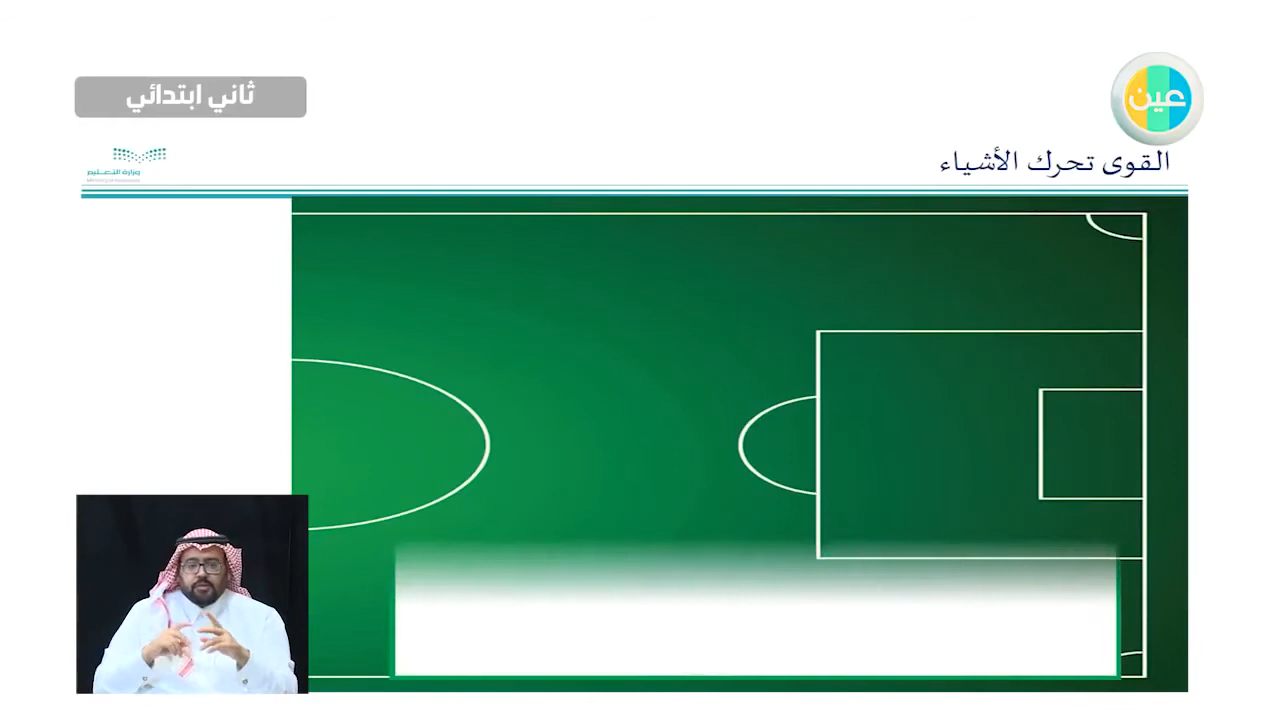 ثاني ابتدائي
عين
القوى تحرك الأشياء
وزارة التعليم